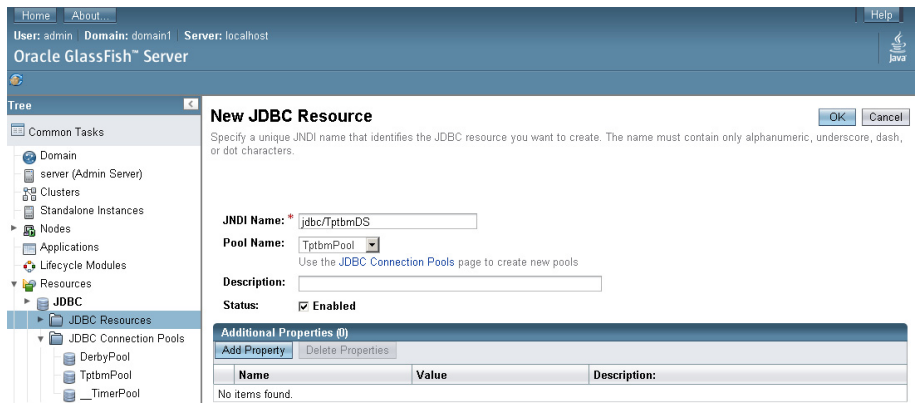 Home About... Help
User: admin Domain: domain1 Server: localhost
Oracle GlassFish™ Server
Java
Tree
Common Tasks
Domain
server (Admin Server)
Clusters
Standalone Instances
Nodes
Applications
Lifecycle Modules
Resources
JDBC
JDBC Resources
JDBC Connection Pools
DerbyPool
TptbmPool
__TimerPool
New JDBC Resource
OK Cancel
Specify a unique JNDI name that identifies the JDBC resource you want to create. The name must contain only alphanumeric, underscore, dash,
or dot characters.
JNDI Name: * jdbc/TptbmDS
Pool Name: TptbmPool
Use the JDBC Connection Pools page to create new pools
Description:
Status: Enabled
Additional Properties (0)
Add Property Delete Properties
Name Value Description:
No items found.